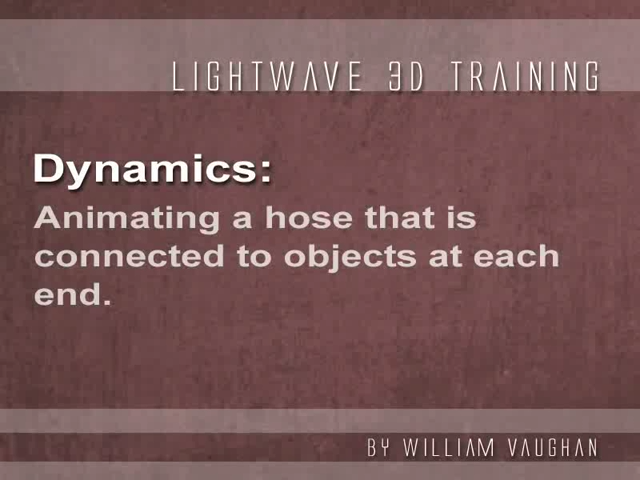 LIGHTWAVE 3D TRAINING
Dynamics:
Animating a hose that is
connected to objects at each
end.
BY WILLIAM VAUGHAN